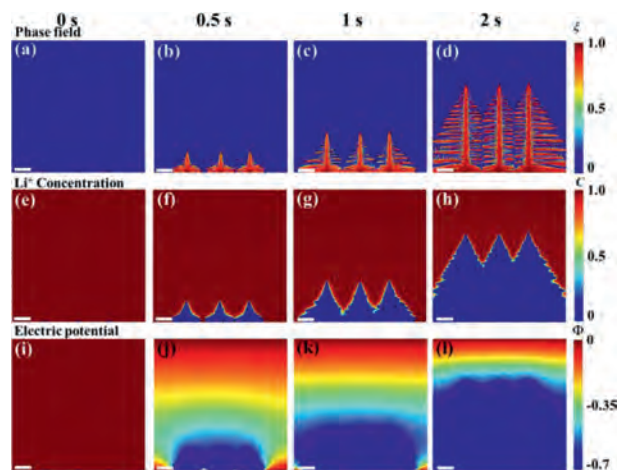 0 s 0.5 s 1 s 2 s
Phase field ξ
(a) (b) (c) (d) 1.0
0.5
0
Li⁺ Concentration C
(e) (f) (g) (h) 1.0
0.5
0
Electric potential Φ
(i) (j) (k) (l) 0
-0.35
-0.7